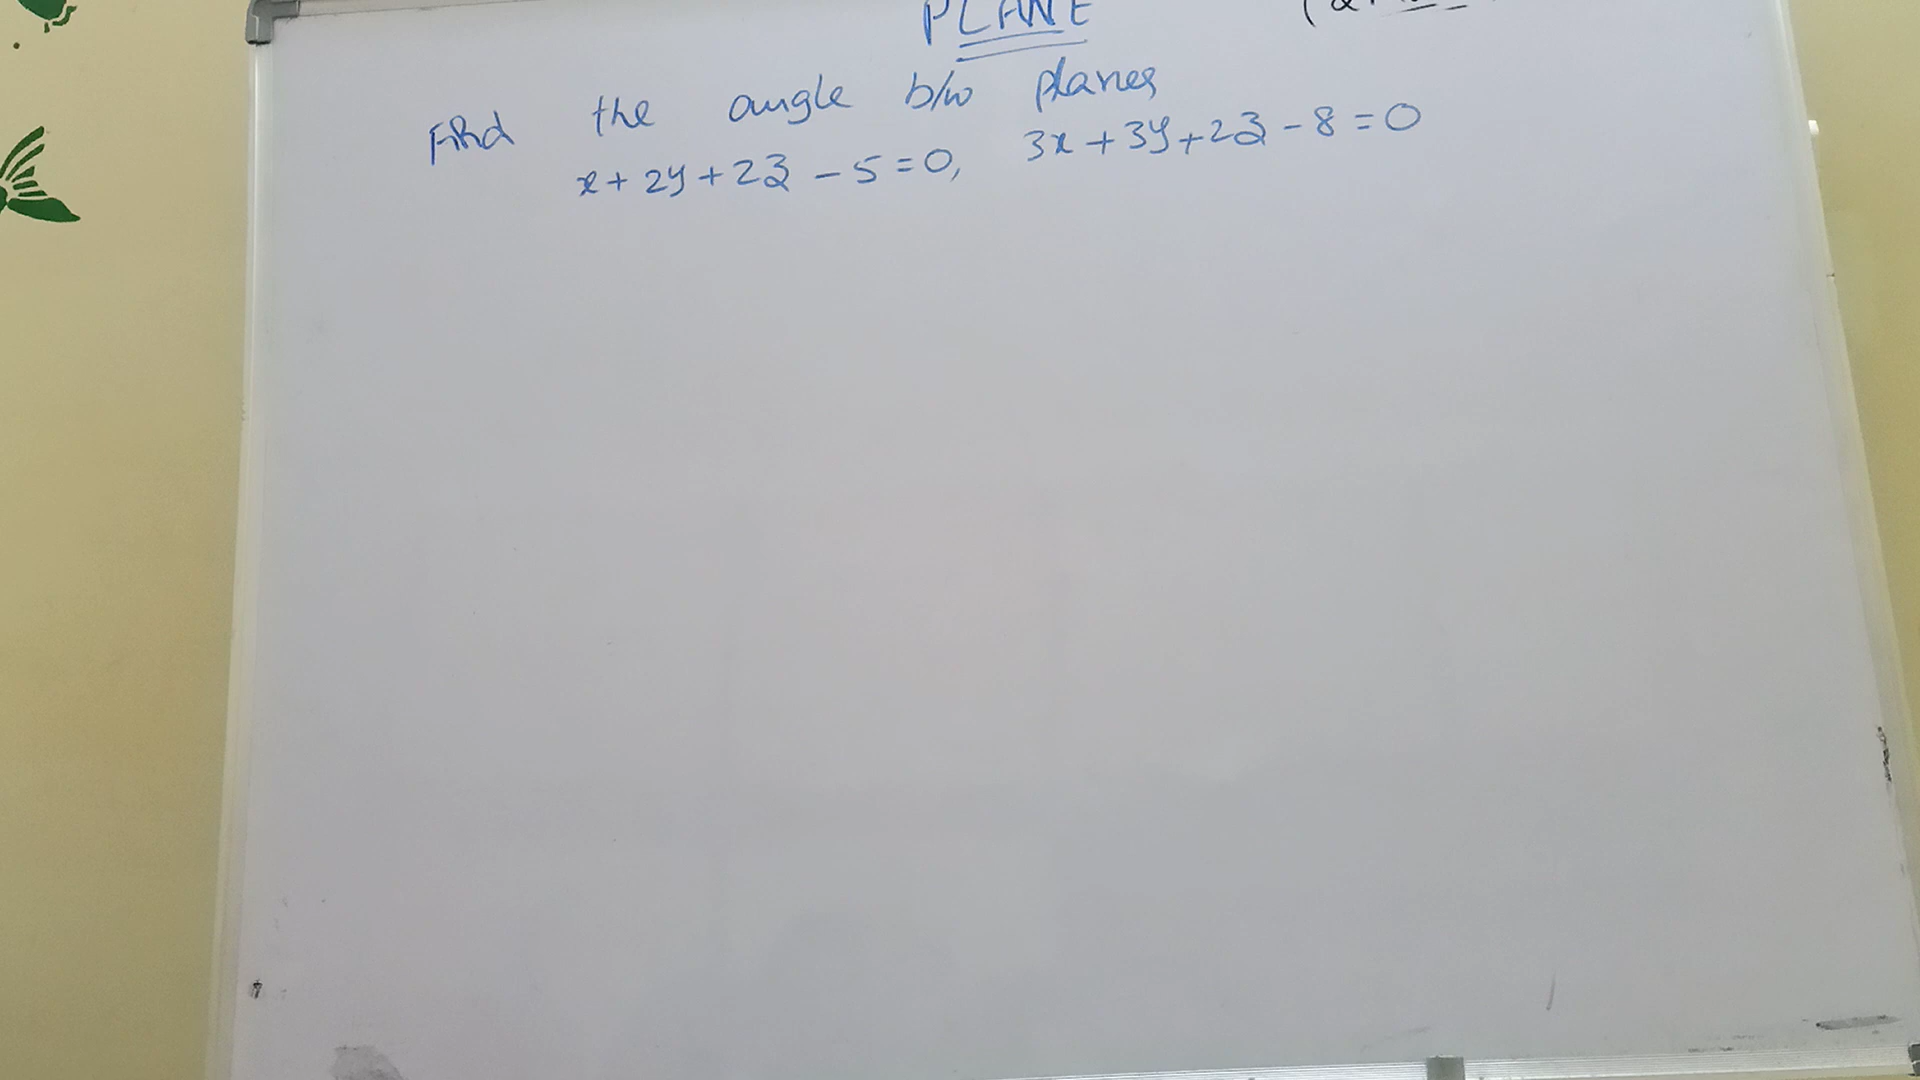 PLANE
Find the angle b/w planes
x + 2y + 2z - 5 = 0, 3x + 3y + 2z - 8 = 0